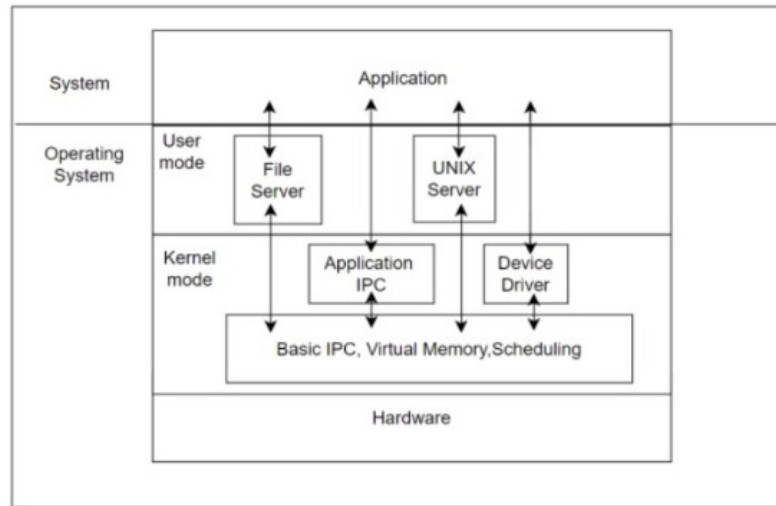 System
Application
Operating
System
User
mode
File
Server
UNIX
Server
Kernel
mode
Application
IPC
Device
Driver
Basic IPC, Virtual Memory,Scheduling
Hardware